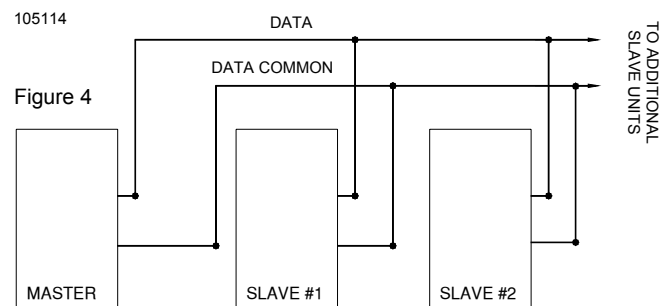 105114
DATA
DATA COMMON
Figure 4
TO ADDITIONAL
SLAVE UNITS
MASTER
SLAVE #1
SLAVE #2